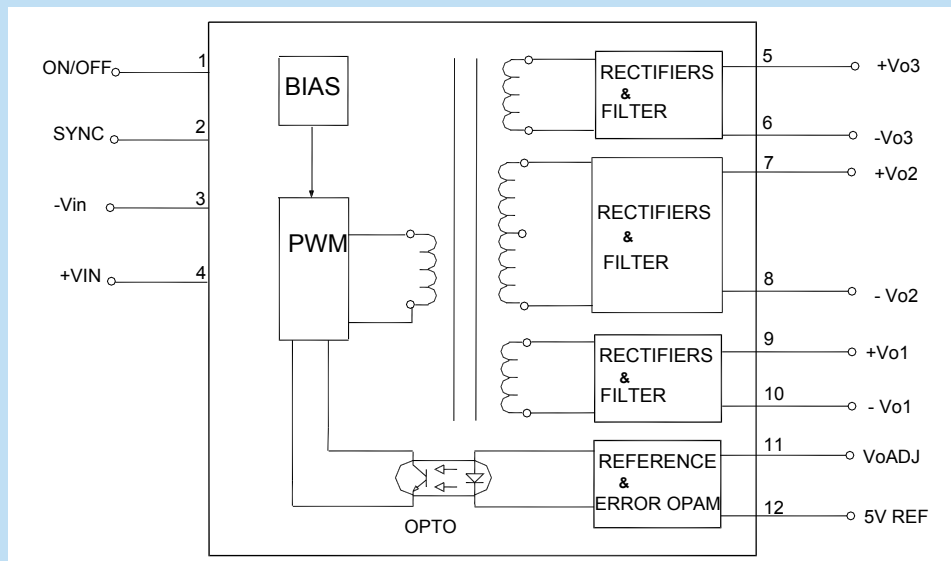 ON/OFF
1
SYNC
2
-Vin
3
+VIN
4
BIAS
PWM
OPTO
RECTIFIERS
&
FILTER
5
+Vo3
6
-Vo3
RECTIFIERS
&
FILTER
7
+Vo2
8
- Vo2
RECTIFIERS
&
FILTER
9
+Vo1
10
- Vo1
REFERENCE
&
ERROR OPAM
11
VoADJ
12
5V REF